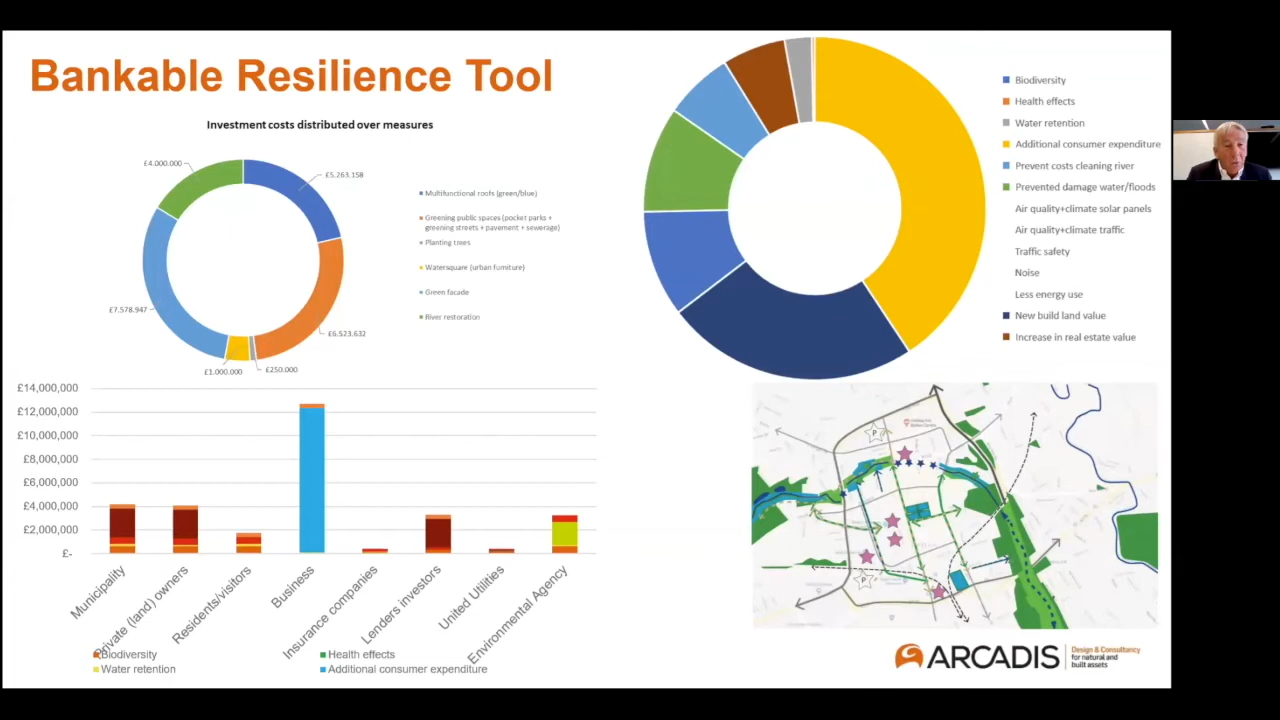 Bankable Resilience Tool
Investment costs distributed over measures
£4.000.000
£5.263.158
£7.578.947
£6.523.632
£1.000.000
£250.000
Multifunctional roofs (green/blue)
Greening public spaces (pocket parks +
greening streets + pavement + sewerage)
Planting trees
Watersquare (urban furniture)
Green facade
River restoration
Biodiversity
Health effects
Water retention
Additional consumer expenditure
Prevent costs cleaning river
Prevented damage water/floods
Air quality+climate solar panels
Air quality+climate traffic
Traffic safety
Noise
Less energy use
New build land value
Increase in real estate value
£14,000,000
£12,000,000
£10,000,000
£8,000,000
£6,000,000
£4,000,000
£2,000,000
£-
Municipality
Private (land) owners
Residents/visitors
Business
Insurance companies
Lenders investors
United Utilities
Environmental Agency
Biodiversity
Health effects
Water retention
Additional consumer expenditure
P
P
ARCADIS
Design & Consultancy
for natural and
built assets